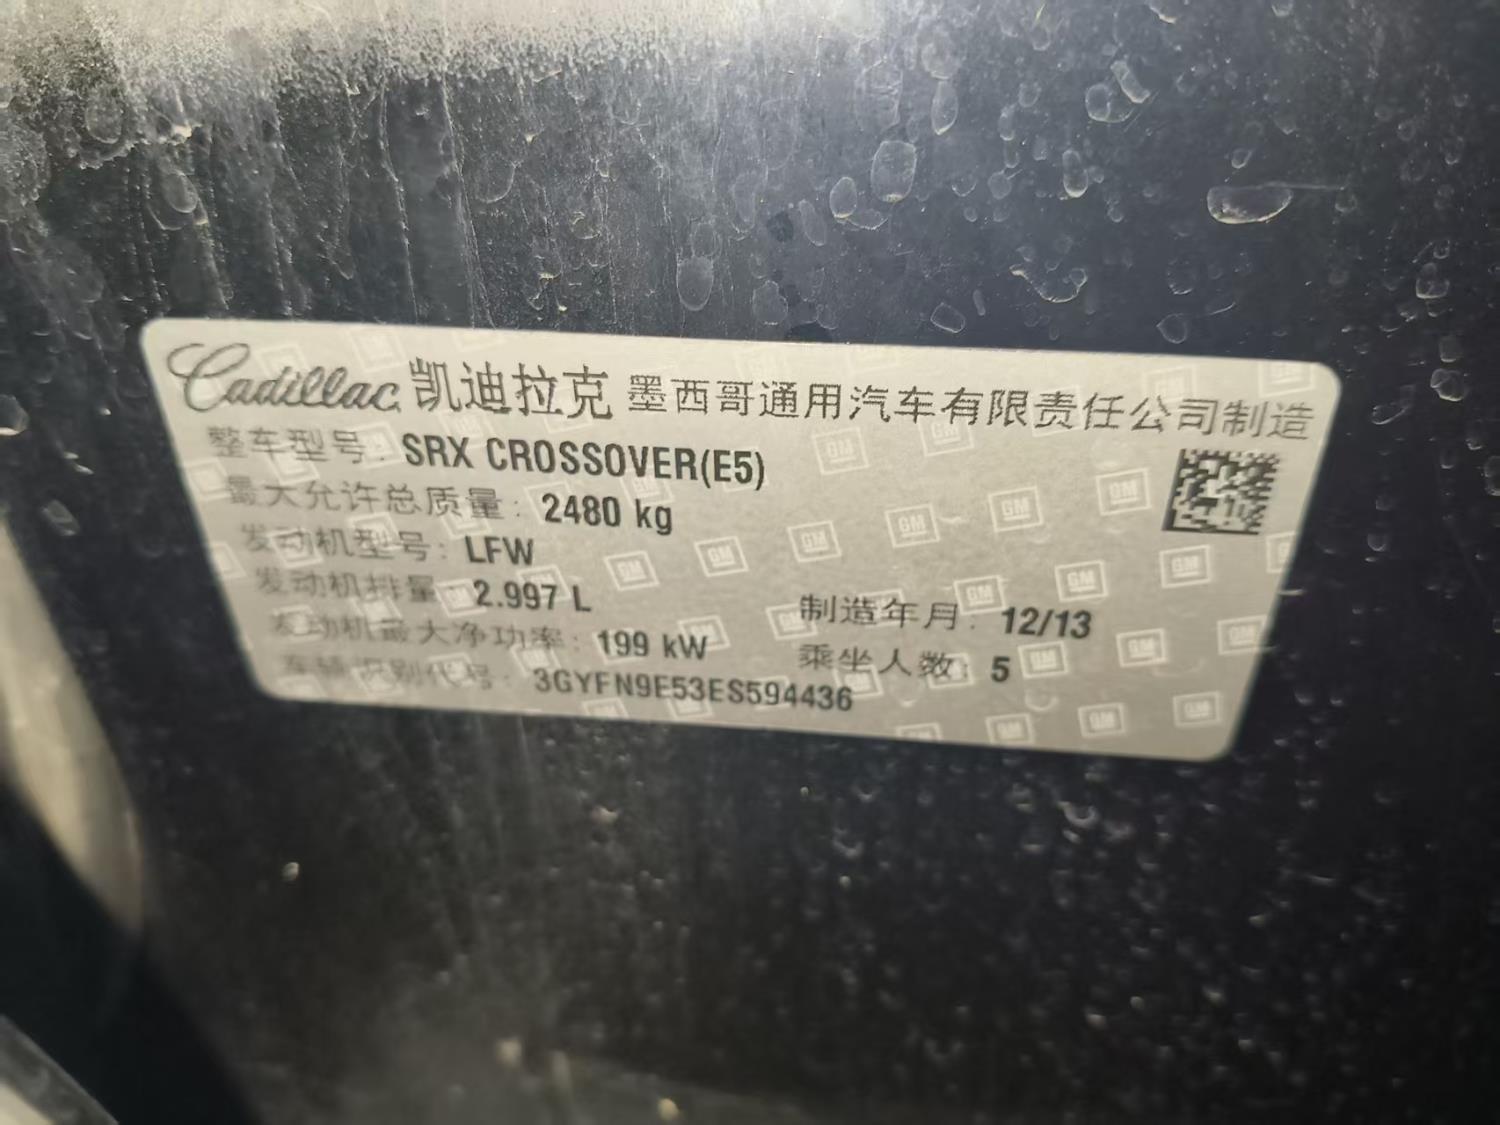 Cadillac 凯迪拉克 墨西哥通用汽车有限责任公司制造
整车型号: SRX CROSSOVER(E5)
最大允许总质量: 2480 kg
发动机型号: LFW
发动机排量: 2.997 L
制造年月: 12/13
发动机最大净功率: 199 kW
乘坐人数: 5
车辆识别代号: 3GYFN9E53ES594436